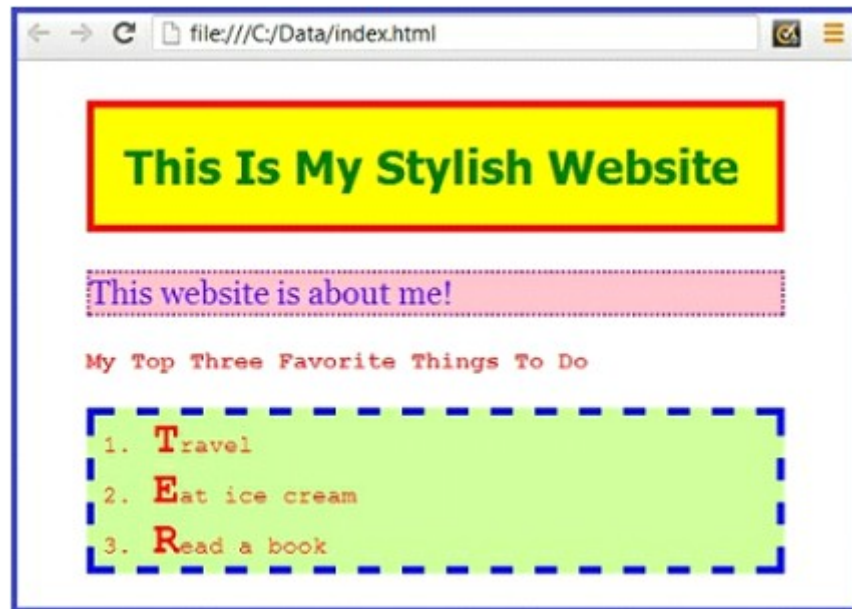 file:///C:/Data/index.html
This Is My Stylish Website
This website is about me!
My Top Three Favorite Things To Do
1. Travel
2. Eat ice cream
3. Read a book